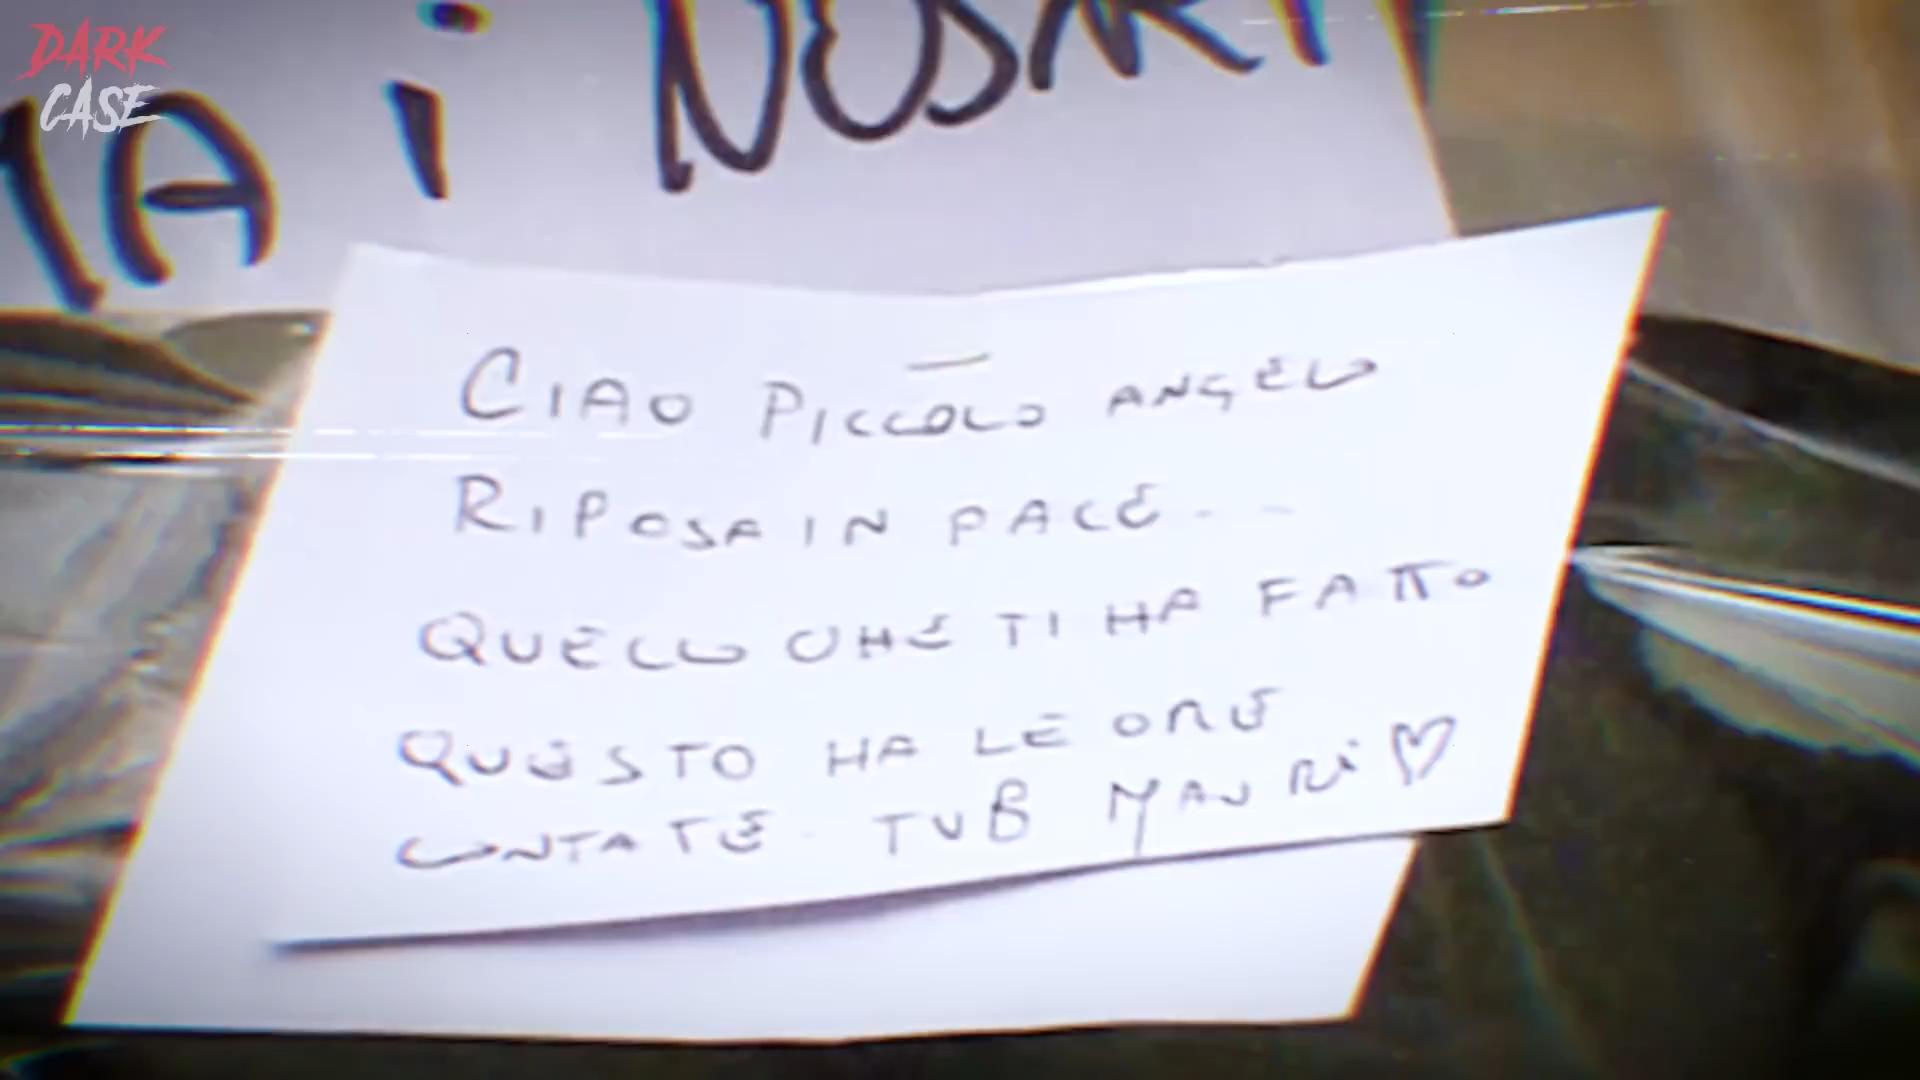 DARK
CASE
CIAO PICCOLO ANGELO
RIPOSA IN PACE...
QUELLO CHE TI HA FATTO
QUESTO HA LE ORE
CONTATE. TVB MAURI ♡